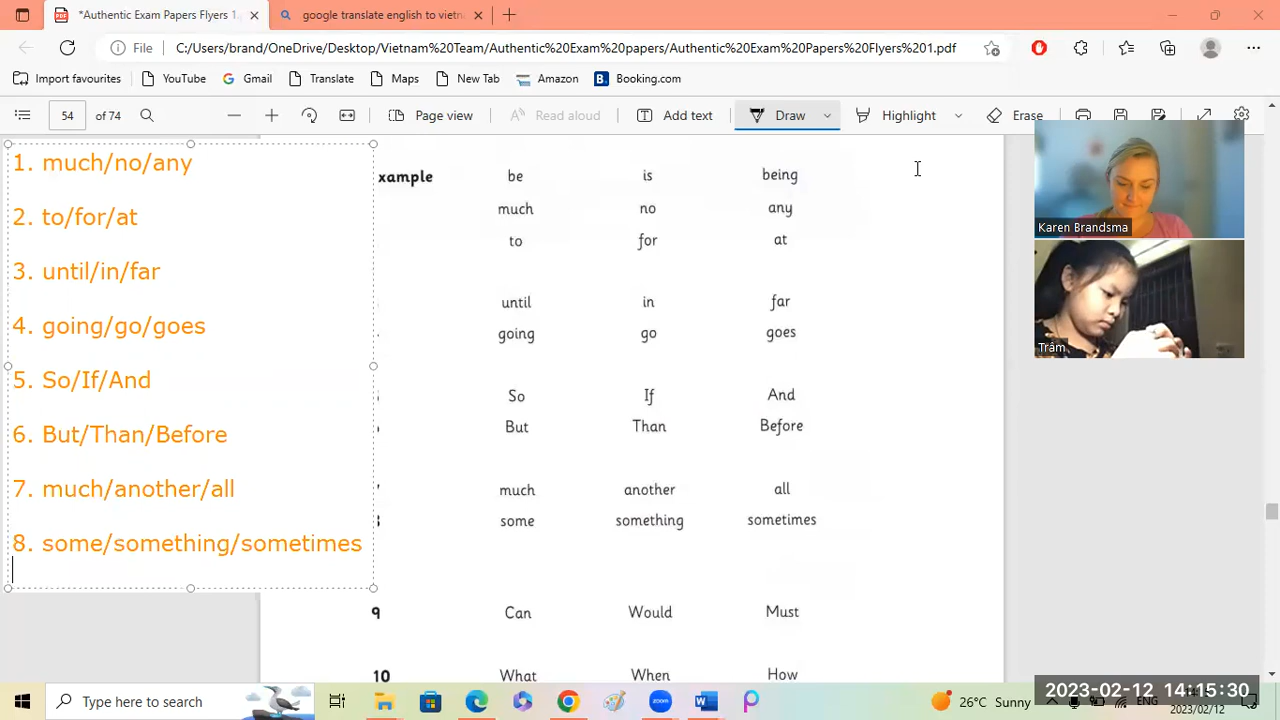 "Authentic Exam Papers Flyers 1.
google translate english to vietn
File
C:/Users/brand/OneDrive/Desktop/Vietnam%20Team/Authentic%20Exam%20papers/Authentic%20Exam%20Papers%20Flyers%201.pdf
Import favourites YouTube Gmail Translate Maps New Tab Amazon Booking.com
54 of 74 Page view Read aloud Add text Draw Highlight Erase
1. much/no/any
2. to/for/at
3. until/in/far
4. going/go/goes
5. So/If/And
6. But/Than/Before
7. much/another/all
8. some/something/sometimes
xample be is being
much no any
to for at
until in far
going go goes
So If And
But Than Before
much another all
some something sometimes
9 Can Would Must
10 What When How
Karen Brandsma
Trâm
Type here to search
zoom
26°C Sunny
ENG
2023-02-12 14:15:30
2023/02/12